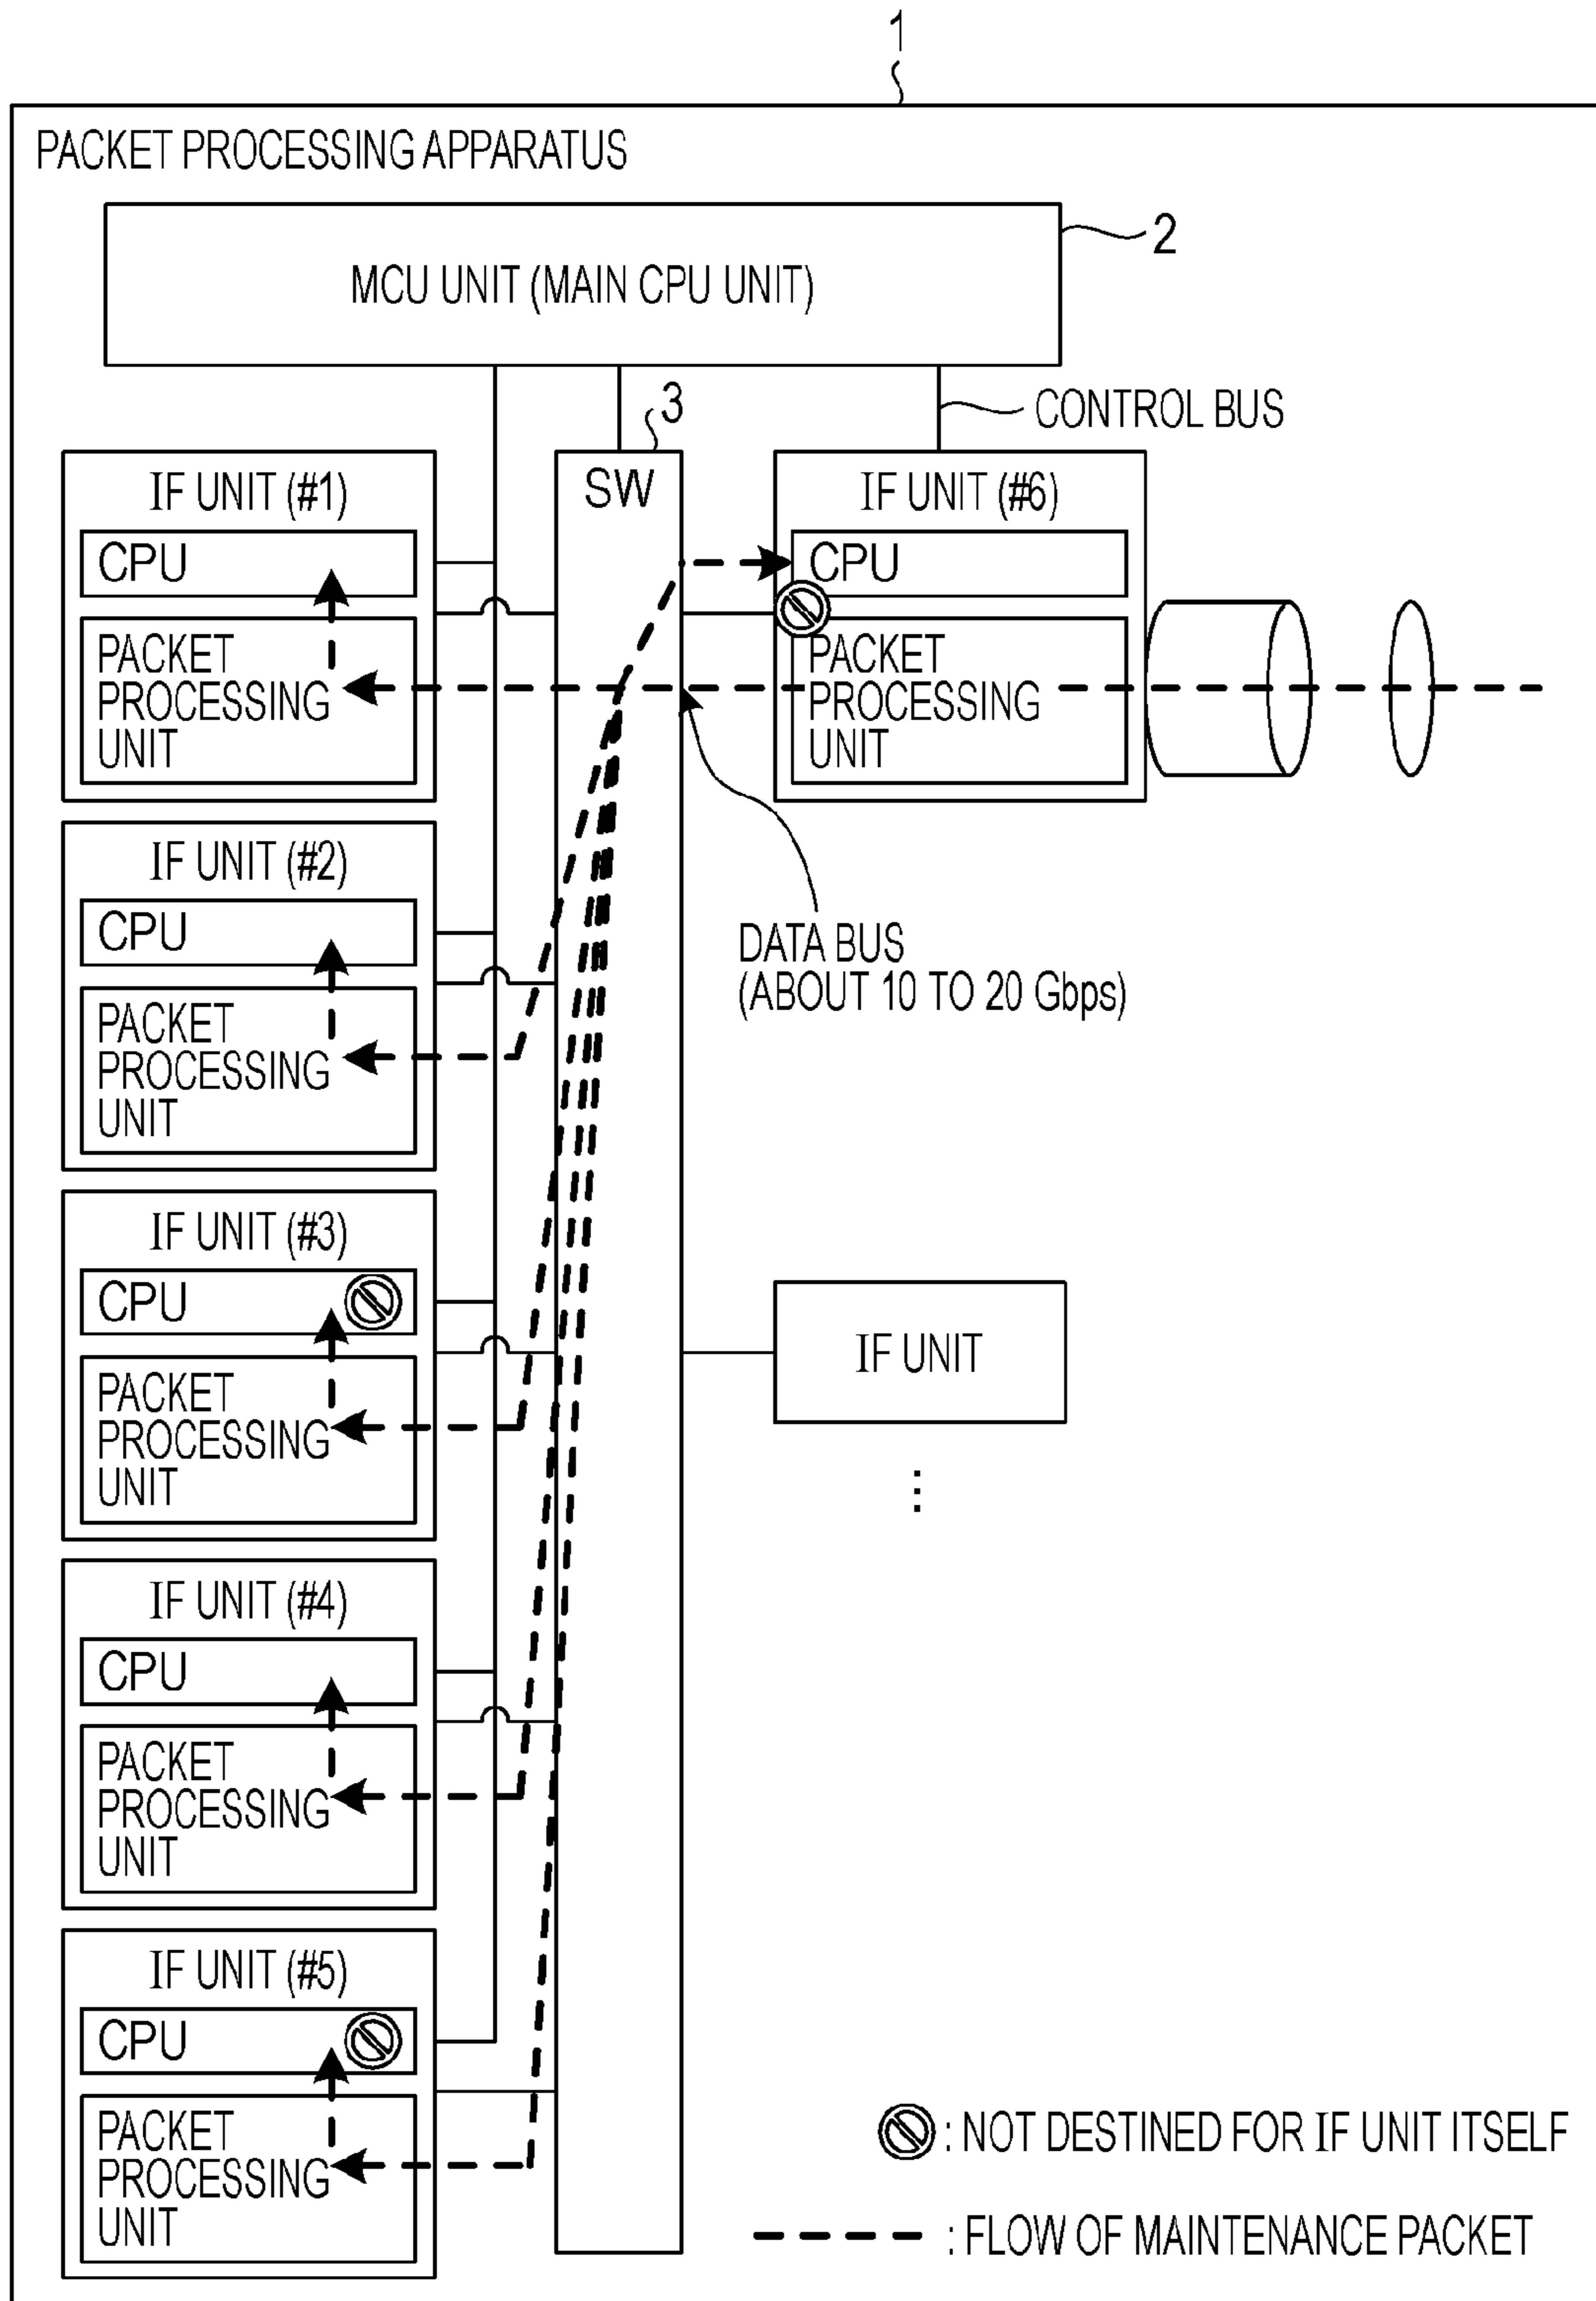 1
PACKET PROCESSING APPARATUS
MCU UNIT (MAIN CPU UNIT)
2
3
CONTROL BUS
IF UNIT (#1)
CPU
PACKET
PROCESSING
UNIT
SW
IF UNIT (#6)
CPU
PACKET
PROCESSING
UNIT
IF UNIT (#2)
CPU
PACKET
PROCESSING
UNIT
DATA BUS
(ABOUT 10 TO 20 Gbps)
IF UNIT (#3)
CPU
PACKET
PROCESSING
UNIT
IF UNIT
⋮
IF UNIT (#4)
CPU
PACKET
PROCESSING
UNIT
IF UNIT (#5)
CPU
PACKET
PROCESSING
UNIT
: NOT DESTINED FOR IF UNIT ITSELF
: FLOW OF MAINTENANCE PACKET